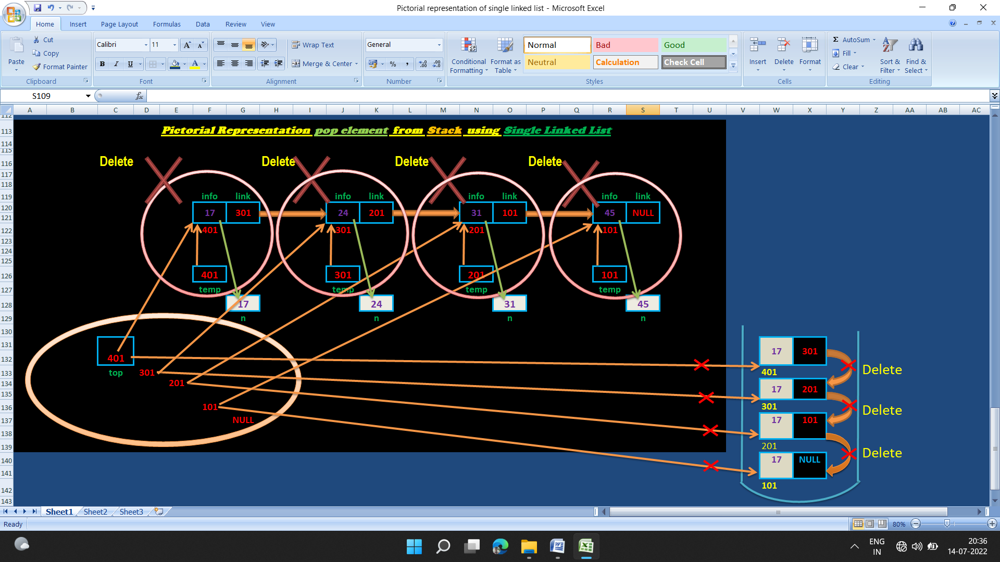 Pictorial representation of single linked list - Microsoft Excel
Home Insert Page Layout Formulas Data Review View
Paste
Cut
Copy
Format Painter
Clipboard
Calibri 11
B I U
Font
Wrap Text
Merge & Center
Alignment
General
% ,
Number
Conditional Formatting
Format as Table
Normal Bad Good
Neutral Calculation Check Cell
Styles
Insert Delete Format
Cells
Σ AutoSum
Fill
Clear
Sort & Filter
Find & Select
Editing
S109 fx
A B C D E F G H I J K L M N O P Q R S T U V W X Y Z AA AB AC
112
113
114
115
116
117
118
119
120
121
122
123
124
125
126
127
128
129
130
131
132
133
134
135
136
137
138
139
140
141
142
143
Pictorial Representation pop element from Stack using Single Linked List
Delete Delete Delete Delete
info link info link info link info link
17 301 24 201 31 101 45 NULL
401 301 201 101
401 301 201 101
temp temp temp temp
17 24 31 45
n n n n
401
top 301
201
101
NULL
17 301
401
Delete
17 201
301
Delete
17 101
201
Delete
17 NULL
101
Sheet1 Sheet2 Sheet3
Ready 80%
ENG
IN
20:36
14-07-2022